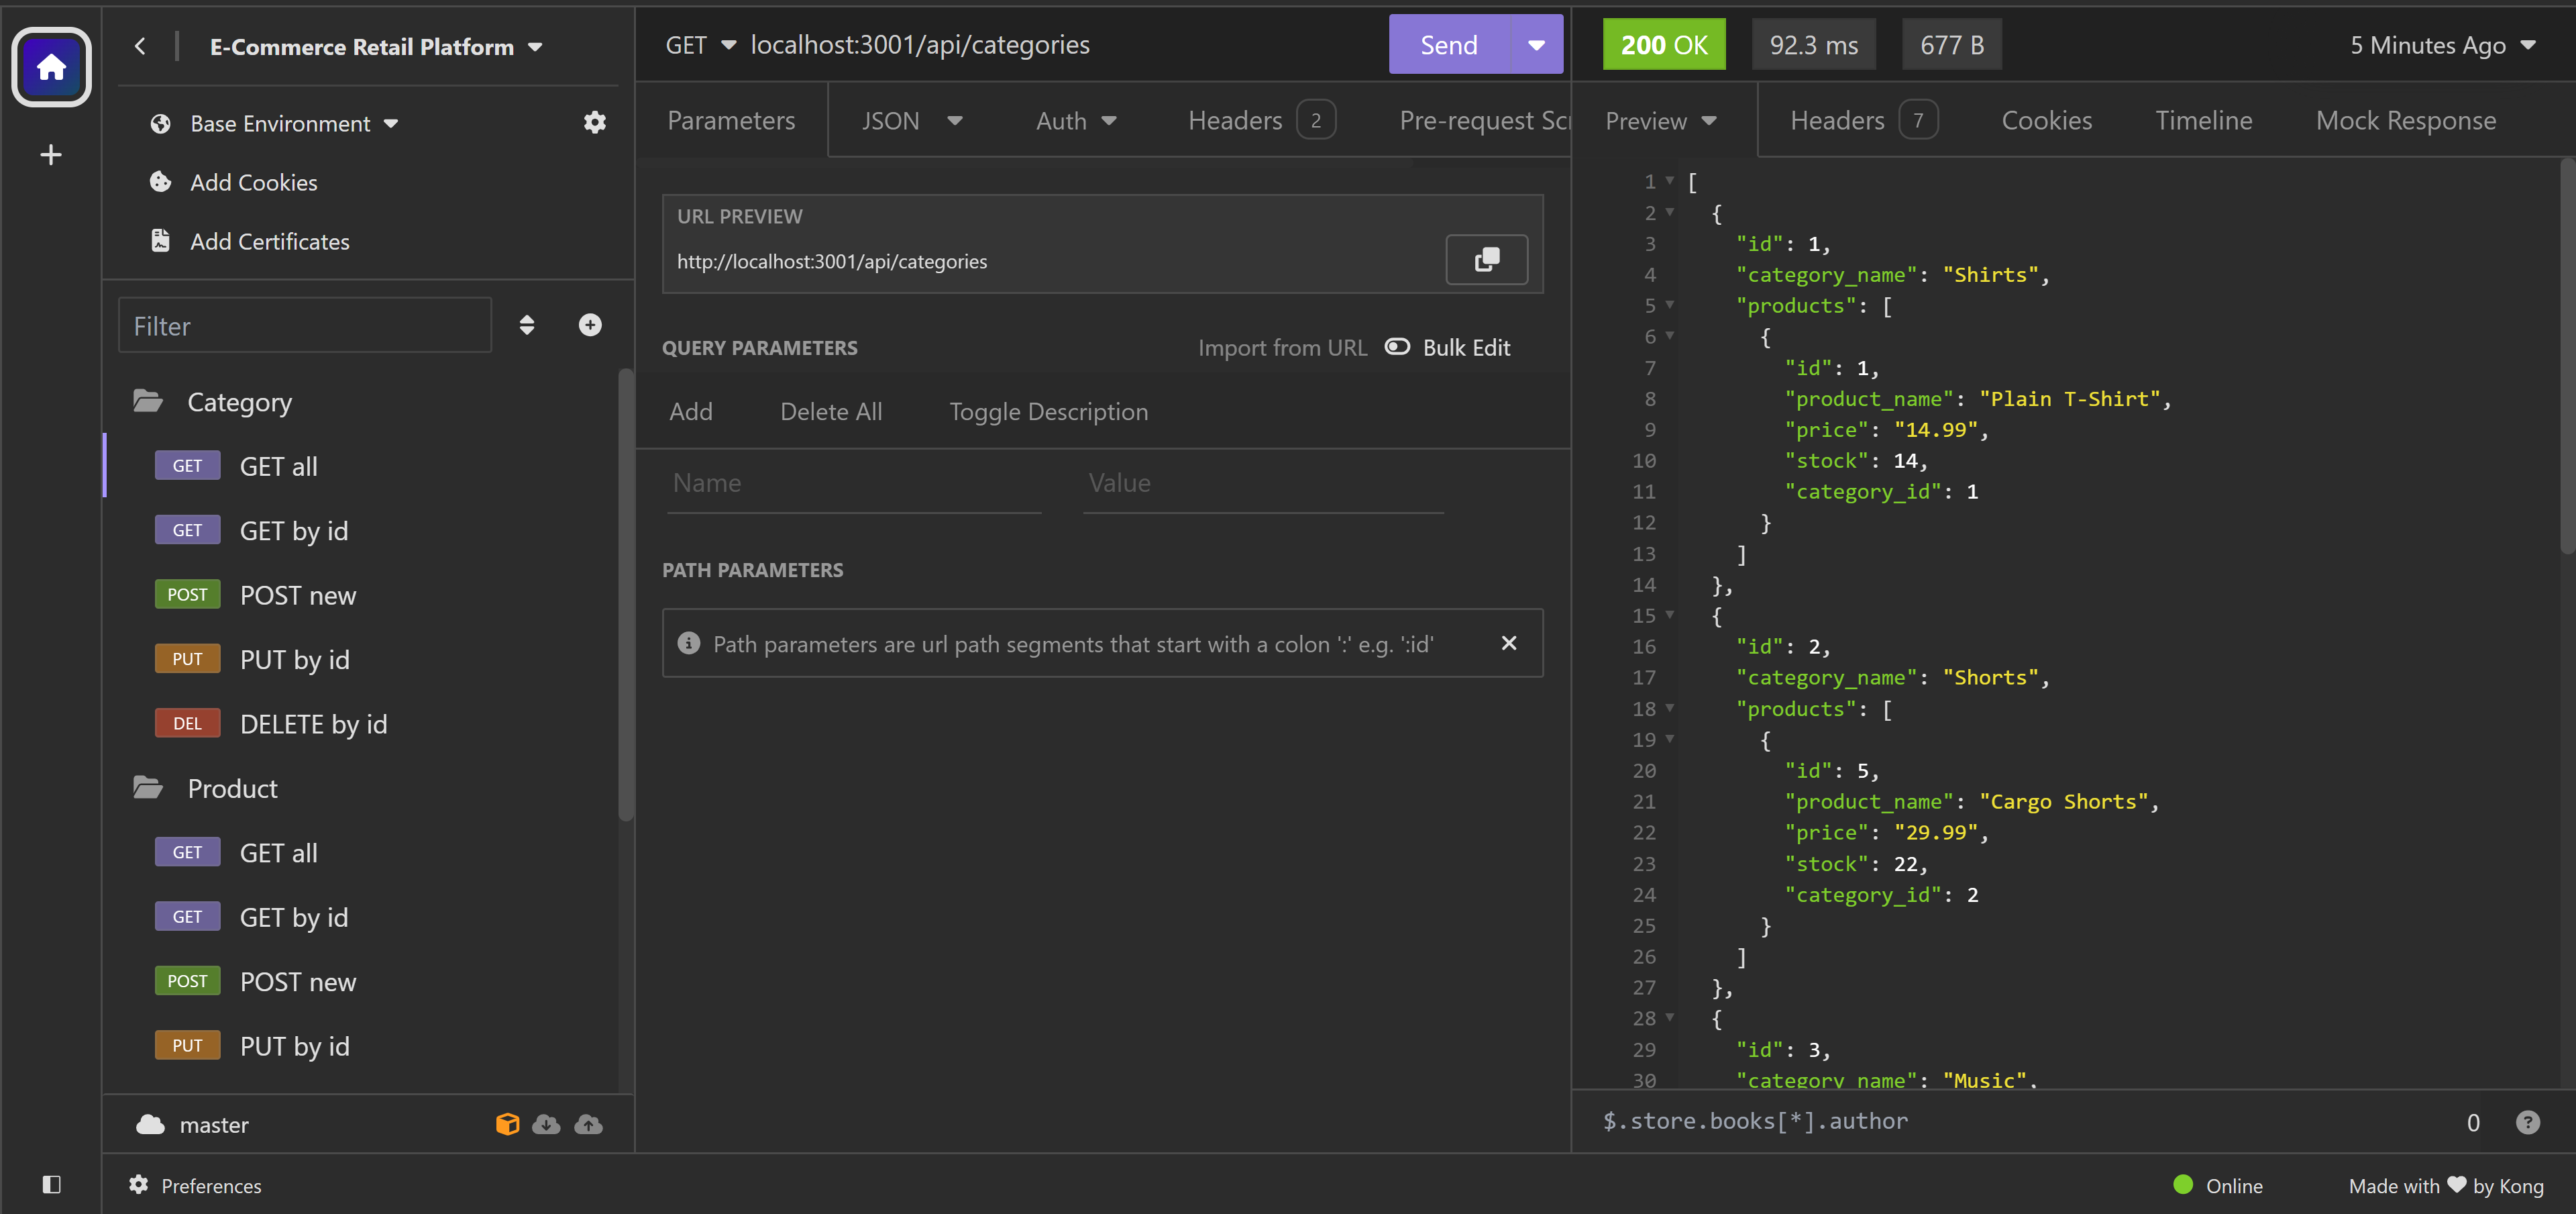 E-Commerce Retail Platform
Base Environment
Add Cookies
Add Certificates
Filter
Category
GET GET all
GET GET by id
POST POST new
PUT PUT by id
DEL DELETE by id
Product
GET GET all
GET GET by id
POST POST new
PUT PUT by id
master
Preferences
GET localhost:3001/api/categories Send
Parameters JSON Auth Headers 2 Pre-request Scr
URL PREVIEW
http://localhost:3001/api/categories
QUERY PARAMETERS Import from URL Bulk Edit
Add Delete All Toggle Description
Name Value
PATH PARAMETERS
Path parameters are url path segments that start with a colon ':' e.g. ':id'
200 OK 92.3 ms 677 B 5 Minutes Ago
Preview Headers 7 Cookies Timeline Mock Response
1 [
2 {
3 "id": 1,
4 "category_name": "Shirts",
5 "products": [
6 {
7 "id": 1,
8 "product_name": "Plain T-Shirt",
9 "price": "14.99",
10 "stock": 14,
11 "category_id": 1
12 }
13 ]
14 },
15 {
16 "id": 2,
17 "category_name": "Shorts",
18 "products": [
19 {
20 "id": 5,
21 "product_name": "Cargo Shorts",
22 "price": "29.99",
23 "stock": 22,
24 "category_id": 2
25 }
26 ]
27 },
28 {
29 "id": 3,
30 "category_name": "Music",
$.store.books[*].author 0
Online Made with by Kong